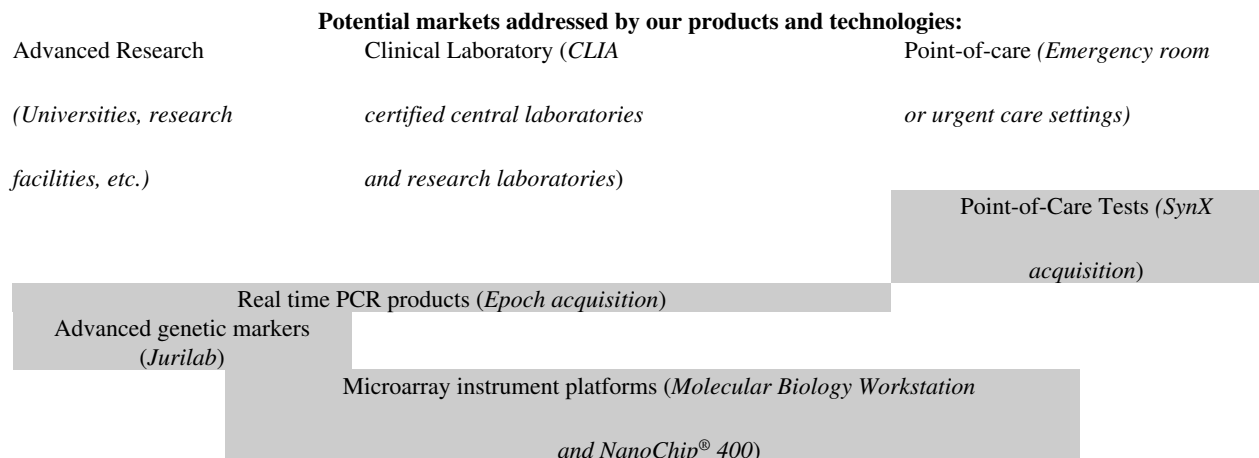 Potential markets addressed by our products and technologies:
Advanced Research
(Universities, research
facilities, etc.)
Clinical Laboratory (CLIA
certified central laboratories
and research laboratories)
Point-of-care (Emergency room
or urgent care settings)
Point-of-Care Tests (SynX
acquisition)
Real time PCR products (Epoch acquisition)
Advanced genetic markers
(Jurilab)
Microarray instrument platforms (Molecular Biology Workstation
and NanoChip® 400)